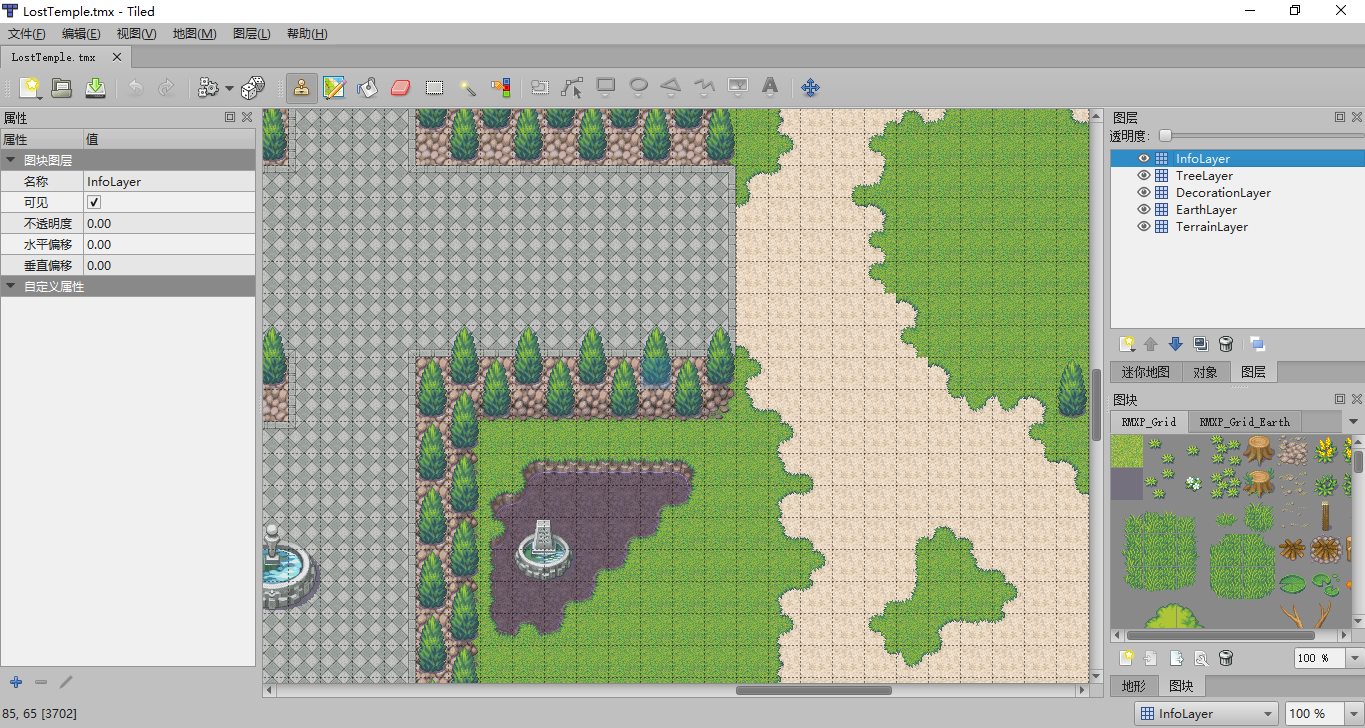 LostTemple.tmx - Tiled
文件(F) 编辑(E) 视图(V) 地图(M) 图层(L) 帮助(H)
LostTemple.tmx
属性
属性 值
图块图层
名称 InfoLayer
可见
不透明度 0.00
水平偏移 0.00
垂直偏移 0.00
自定义属性
图层
透明度:
InfoLayer
TreeLayer
DecorationLayer
EarthLayer
TerrainLayer
迷你地图 对象 图层
图块
RMXP_Grid RMXP_Grid_Earth
100 %
地形 图块
85, 65 [3702] InfoLayer 100 %